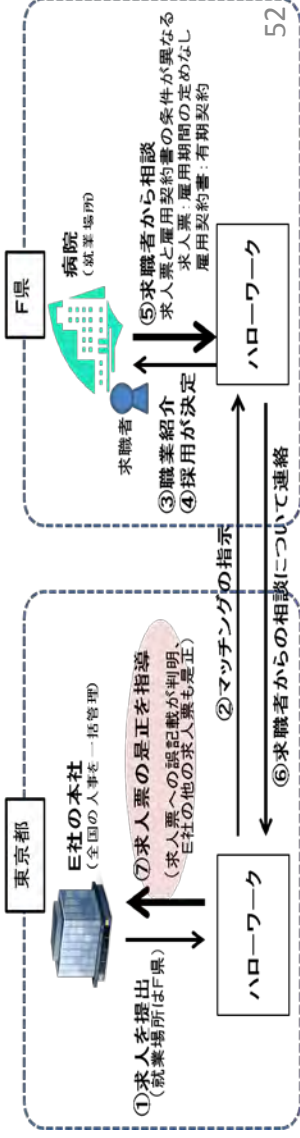 東京都
E社の本社
(全国の人事を一括管理)
①求人を提出
(就業場所はF県)
⑦求人票の是正を指導
(求人票への誤記載が判明、
E社の他の求人票も是正)
ハローワーク
②マッチングの指示
⑥求職者からの相談について連絡
F県
病院
(就業場所)
求職者
③職業紹介
④採用が決定
⑤求職者から相談
求人票と雇用契約書の条件が異なる
求人票:雇用期間の定めなし
雇用契約書:有期契約
ハローワーク
52